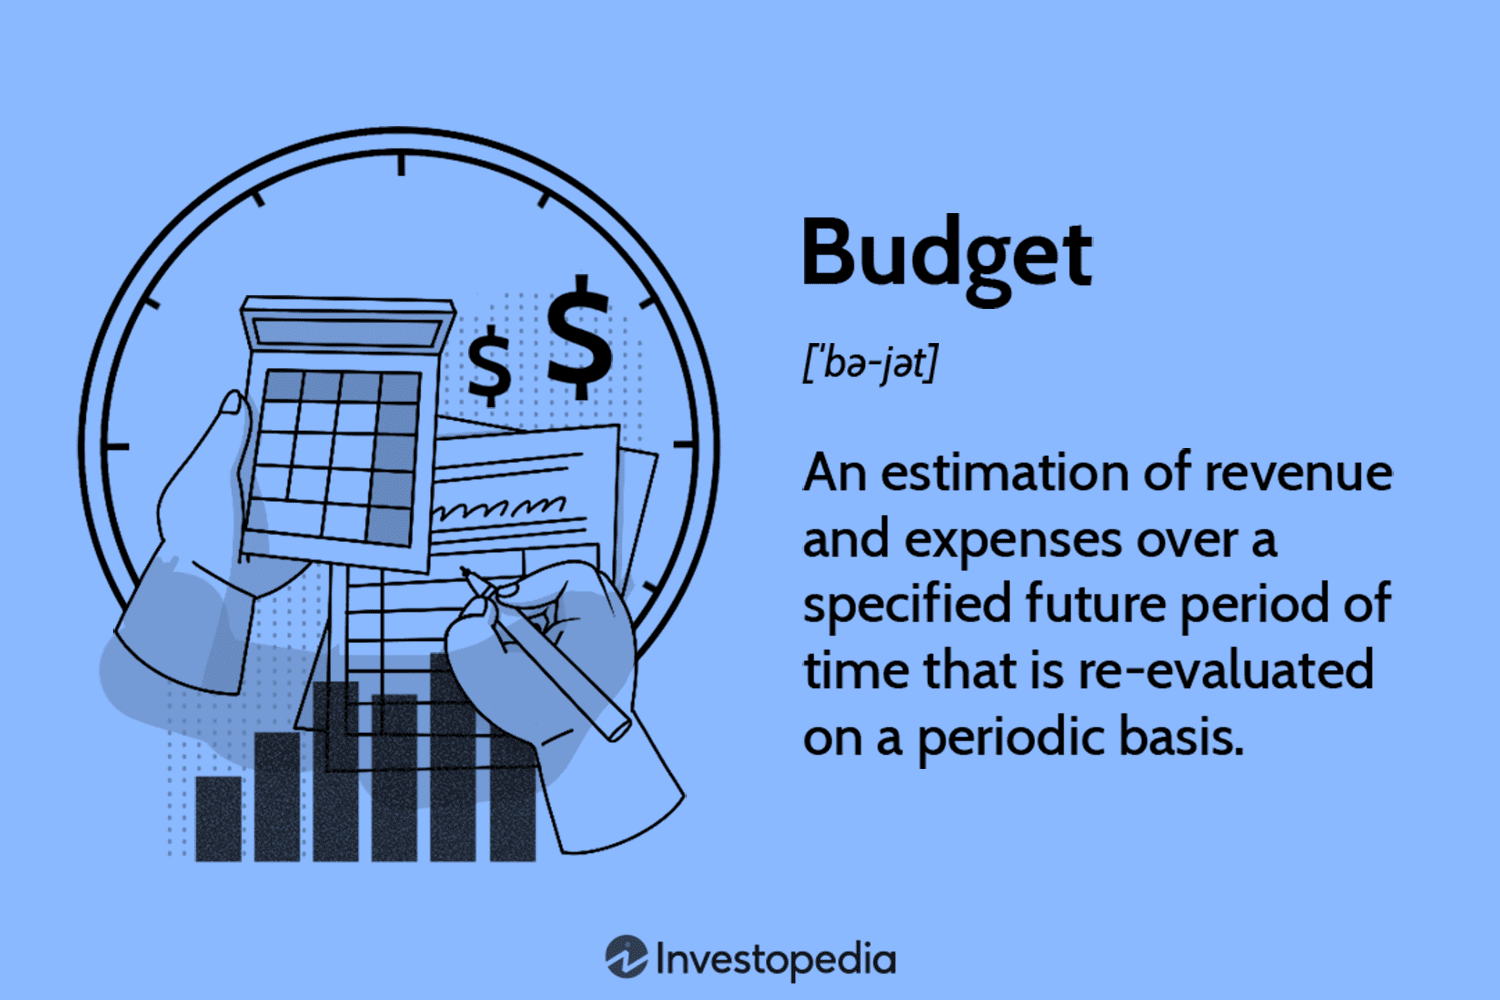 $ $
Budget
['bə-jət]
An estimation of revenue
and expenses over a
specified future period of
time that is re-evaluated
on a periodic basis.
Investopedia